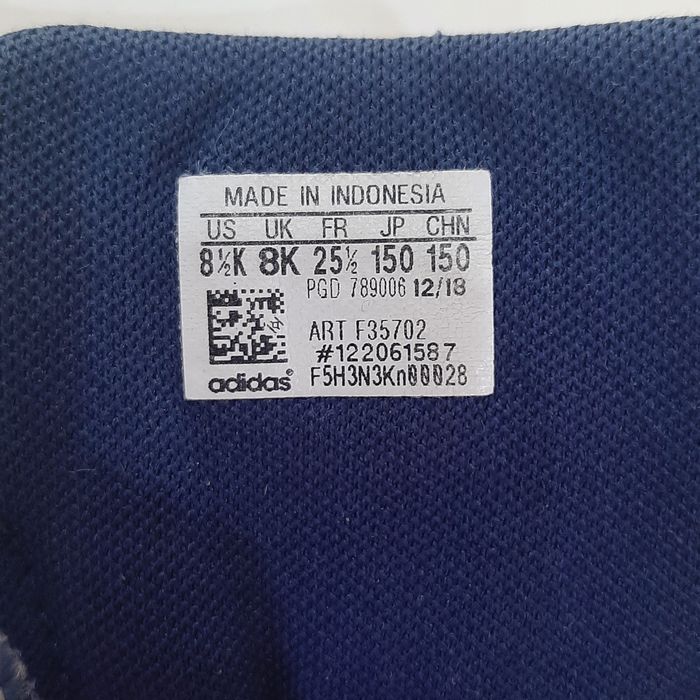 MADE IN INDONESIA
US UK FR JP CHN
8½K 8K 25½ 150 150
PGD 789006 12/18
ART F35702
#122061587
adidas® F5H3N3Kn00028